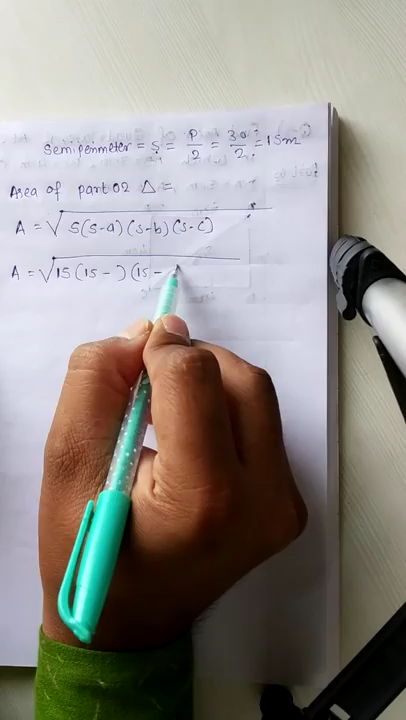 Semiperimeter = S = P/2 = 30/2 = 15m
Area of part 02 Δ =
A = √S(S-a) (S-b) (S-c)
A = √15(15 - ) (15 -